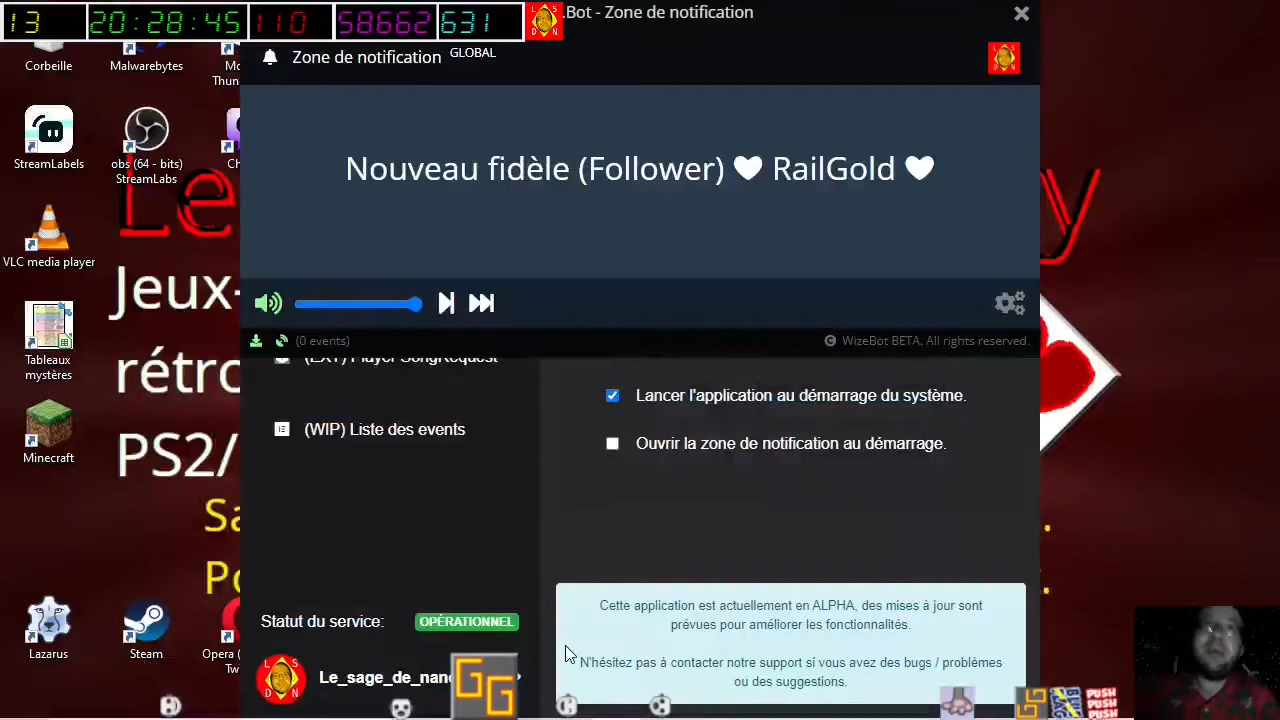 13 20:28:45 110 58662 631
.Bot - Zone de notification
Zone de notification GLOBAL
Corbeille
Malwarebytes
StreamLabels
obs (64 - bits)
StreamLabs
VLC media player
Tableaux
mystères
Minecraft
Lazarus
Steam
Opera (
Le
y
Jeux-
rétro
PS2/
Nouveau fidèle (Follower) ♥ RailGold ♥
(0 events)
© WizeBot BETA. All rights reserved.
(EXT) Player SongRequest
(WIP) Liste des events
Lancer l'application au démarrage du système.
Ouvrir la zone de notification au démarrage.
Statut du service: OPÉRATIONNEL
Le_sage_de_nan
GG
Cette application est actuellement en ALPHA, des mises à jour sont
prévues pour améliorer les fonctionnalités.
N'hésitez pas à contacter notre support si vous avez des bugs / problèmes
ou des suggestions.
PUSH
PUSH